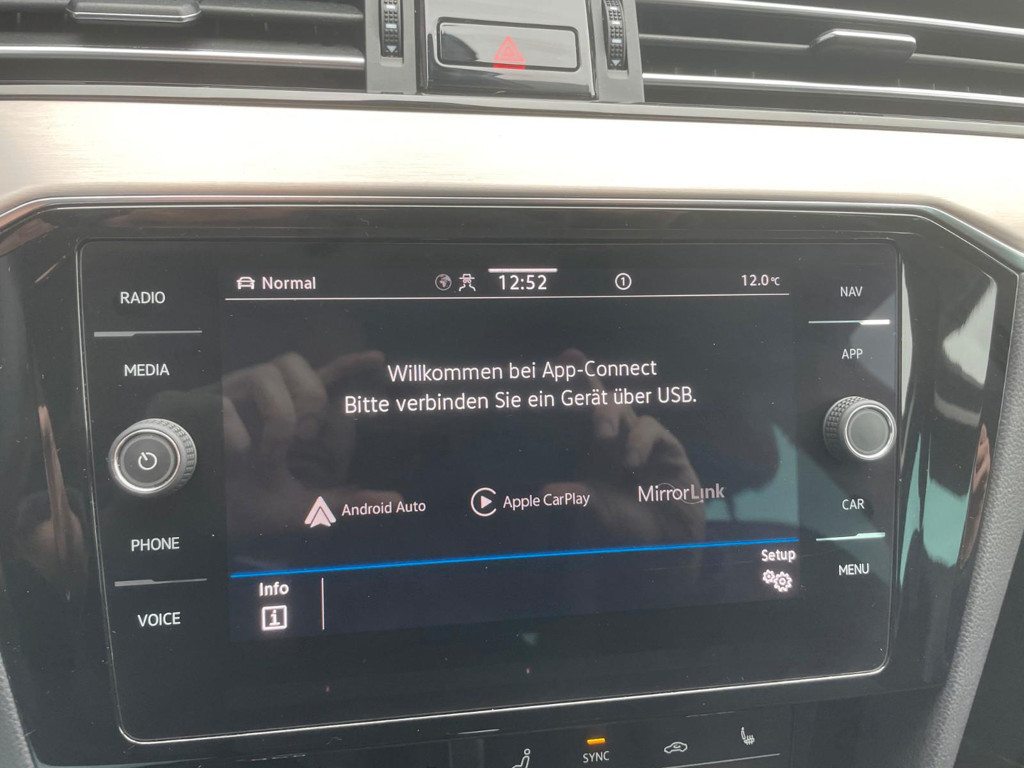 Normal
12:52
1
12.0 °C
RADIO
MEDIA
PHONE
VOICE
Willkommen bei App-Connect
Bitte verbinden Sie ein Gerät über USB.
Android Auto
Apple CarPlay
MirrorLink
Info
i
Setup
NAV
APP
CAR
MENU
SYNC